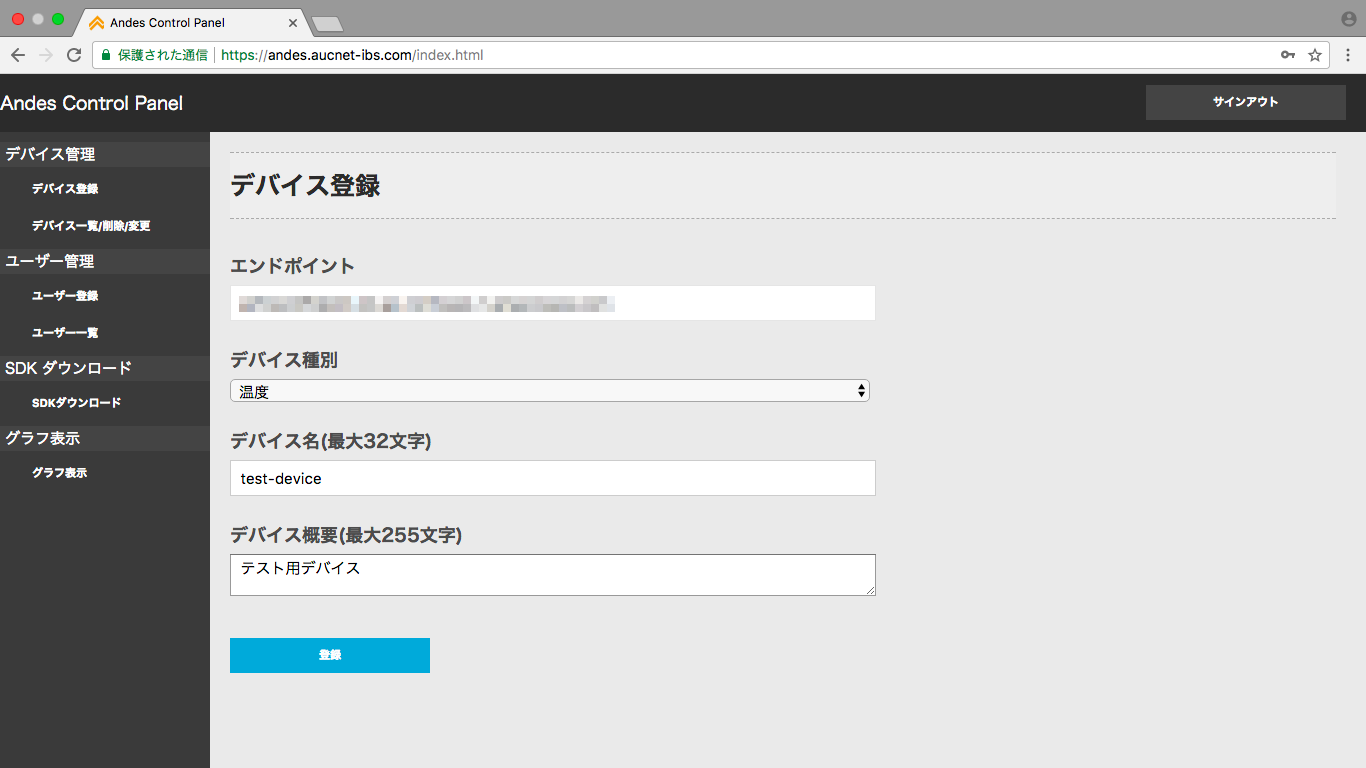 Andes Control Panel
保護された通信 https://andes.aucnet-ibs.com/index.html
Andes Control Panel
サインアウト
デバイス管理
デバイス登録
デバイス一覧/削除/変更
ユーザー管理
ユーザー登録
ユーザー一覧
SDK ダウンロード
SDKダウンロード
グラフ表示
グラフ表示
デバイス登録
エンドポイント
デバイス種別
温度
デバイス名(最大32文字)
test-device
デバイス概要(最大255文字)
テスト用デバイス
登録